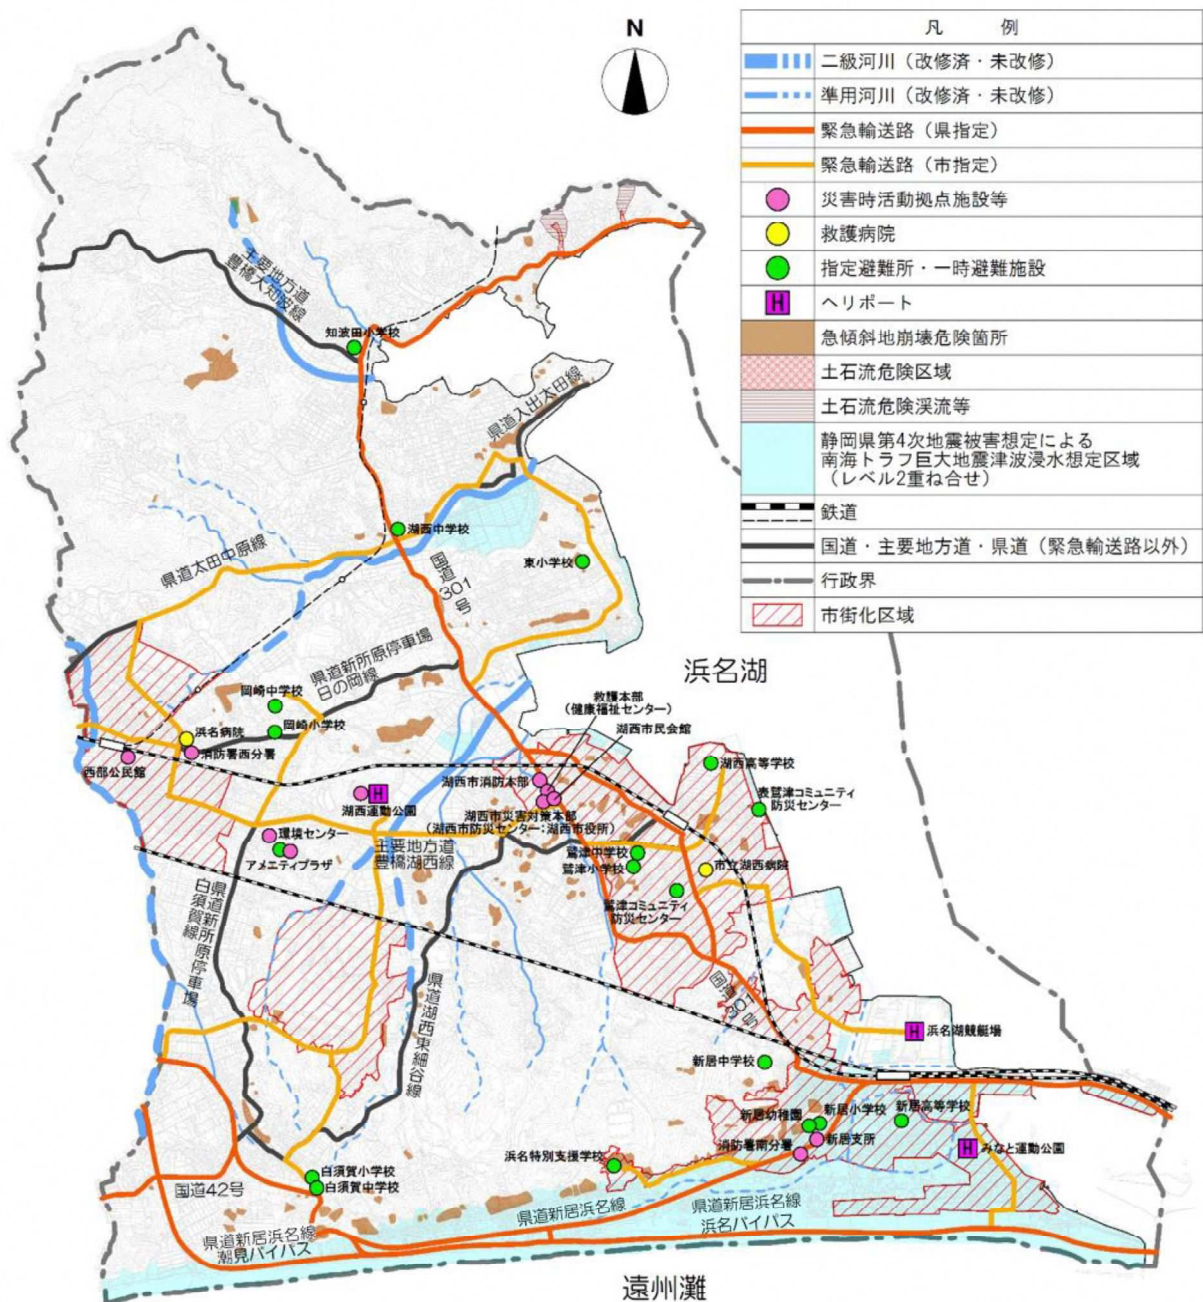 N
凡 例
二級河川（改修済・未改修）
準用河川（改修済・未改修）
緊急輸送路（県指定）
緊急輸送路（市指定）
災害時活動拠点施設等
救護病院
指定避難所・一時避難施設
H
ヘリポート
急傾斜地崩壊危険箇所
土石流危険区域
土石流危険渓流等
静岡県第4次地震被害想定による
南海トラフ巨大地震津波浸水想定区域
（レベル2重ね合せ）
鉄道
国道・主要地方道・県道（緊急輸送路以外）
行政界
市街化区域
主要地方道
豊橋大知波線
知波田小学校
県道入出太田線
湖西中学校
県道太田中原線
東小学校
国道
301
号
県道新所原停車場
日の岡線
浜名湖
岡崎中学校
岡崎小学校
浜名病院
消防署西分署
西部公民館
救護本部
（健康福祉センター）
湖西市民会館
湖西高等学校
湖西市消防本部
表鷲津コミュニティ
防災センター
H
湖西運動公園
湖西市災害対策本部
（湖西市防災センター：湖西市役所）
環境センター
アメニティプラザ
主要地方道
豊橋湖西線
鷲津中学校
鷲津小学校
市立湖西病院
鷲津コミュニティ
防災センター
県道新所原停車場
白須賀線
県道湖西東細谷線
H
浜名湖競艇場
新居中学校
新居幼稚園
新居小学校
新居高等学校
消防署南分署
新居支所
H
みなと運動公園
浜名特別支援学校
白須賀小学校
白須賀中学校
国道42号
県道新居浜名線
県道新居浜名線
浜名バイパス
県道新居浜名線
潮見バイパス
遠州灘